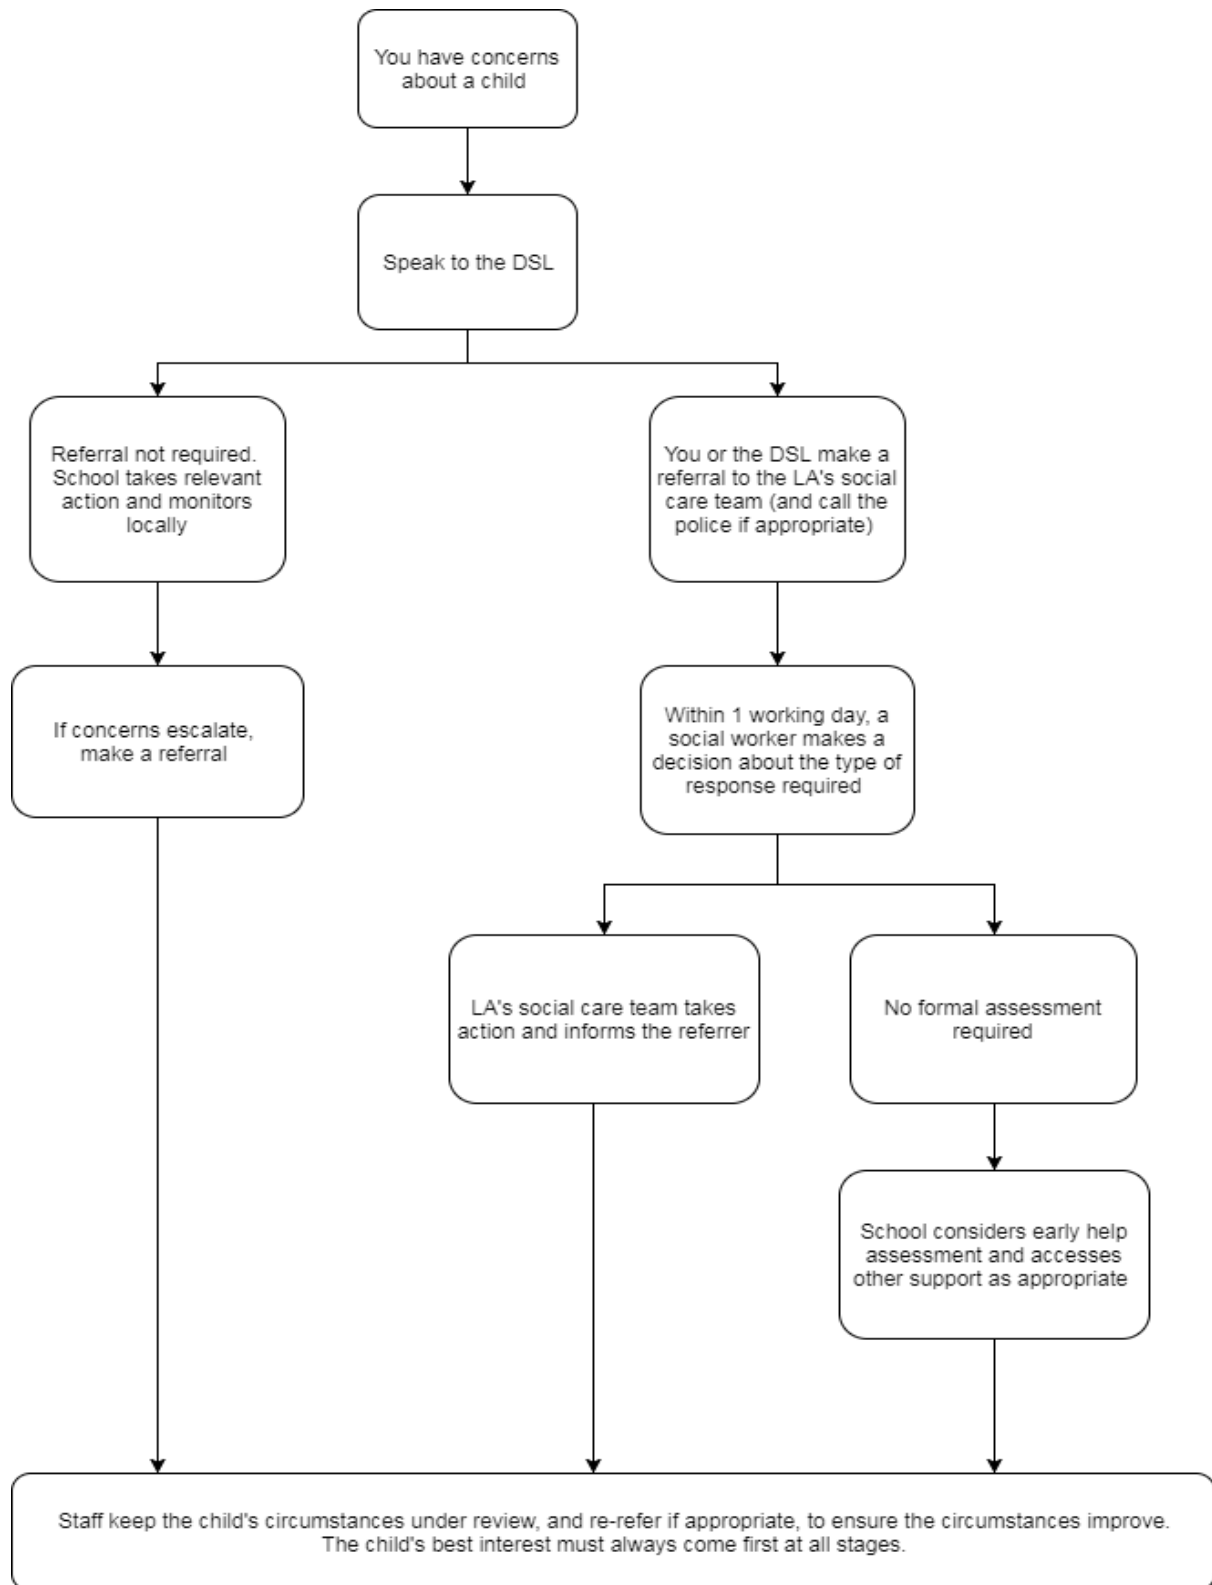 You have concerns
about a child
Speak to the DSL
Referral not required.
School takes relevant
action and monitors
locally
You or the DSL make a
referral to the LA's social
care team (and call the
police if appropriate)
If concerns escalate,
make a referral
Within 1 working day, a
social worker makes a
decision about the type of
response required
LA's social care team takes
action and informs the referrer
No formal assessment
required
School considers early help
assessment and accesses
other support as appropriate
Staff keep the child's circumstances under review, and re-refer if appropriate, to ensure the circumstances improve.
The child's best interest must always come first at all stages.